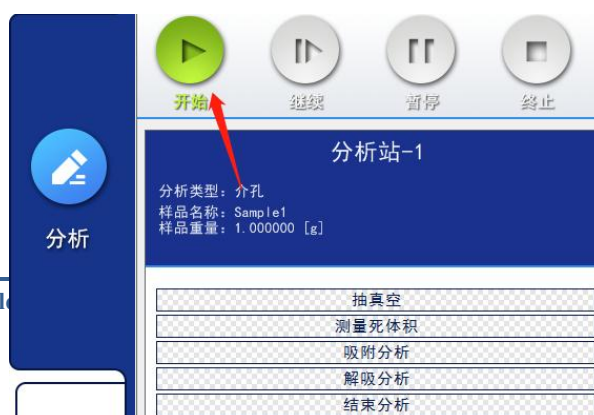 开始
继续
暂停
终止
分析站-1
分析类型：介孔
样品名称：Sample1
样品重量：1.000000 [g]
分析
抽真空
测量死体积
吸附分析
解吸分析
结束分析